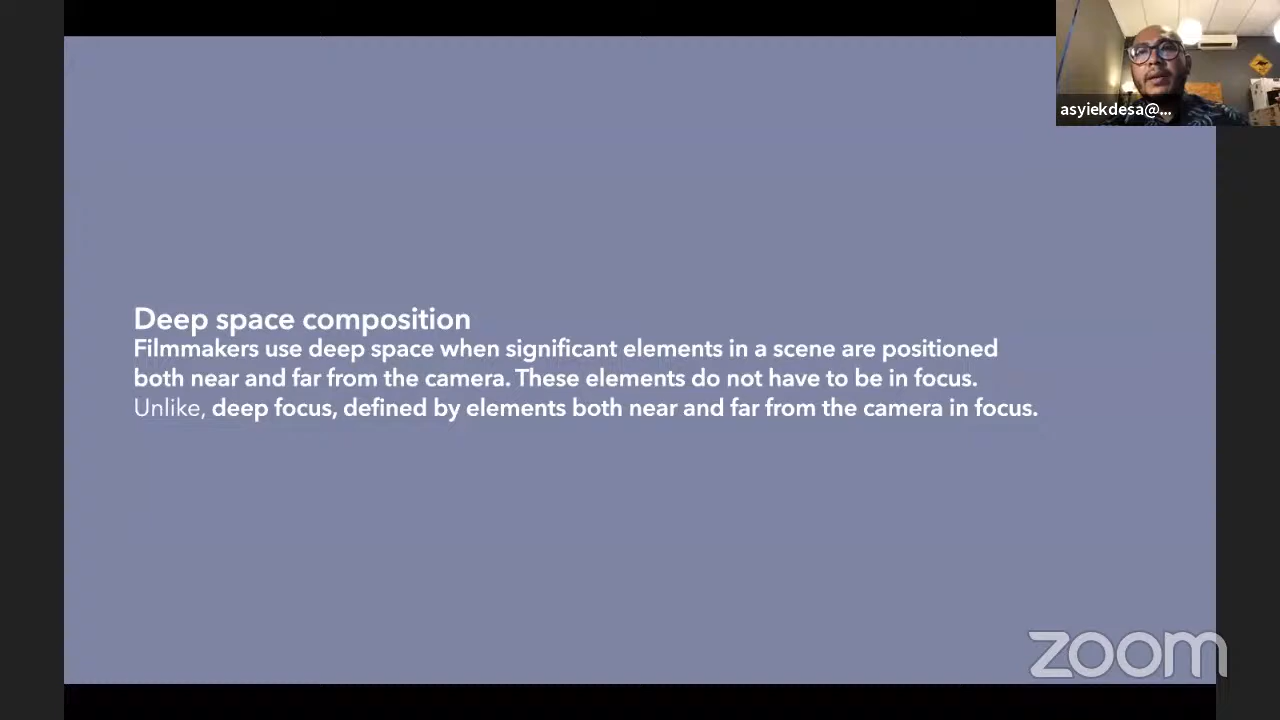 asyiekdesa@...
Deep space composition
Filmmakers use deep space when significant elements in a scene are positioned
both near and far from the camera. These elements do not have to be in focus.
Unlike, deep focus, defined by elements both near and far from the camera in focus.
zoom